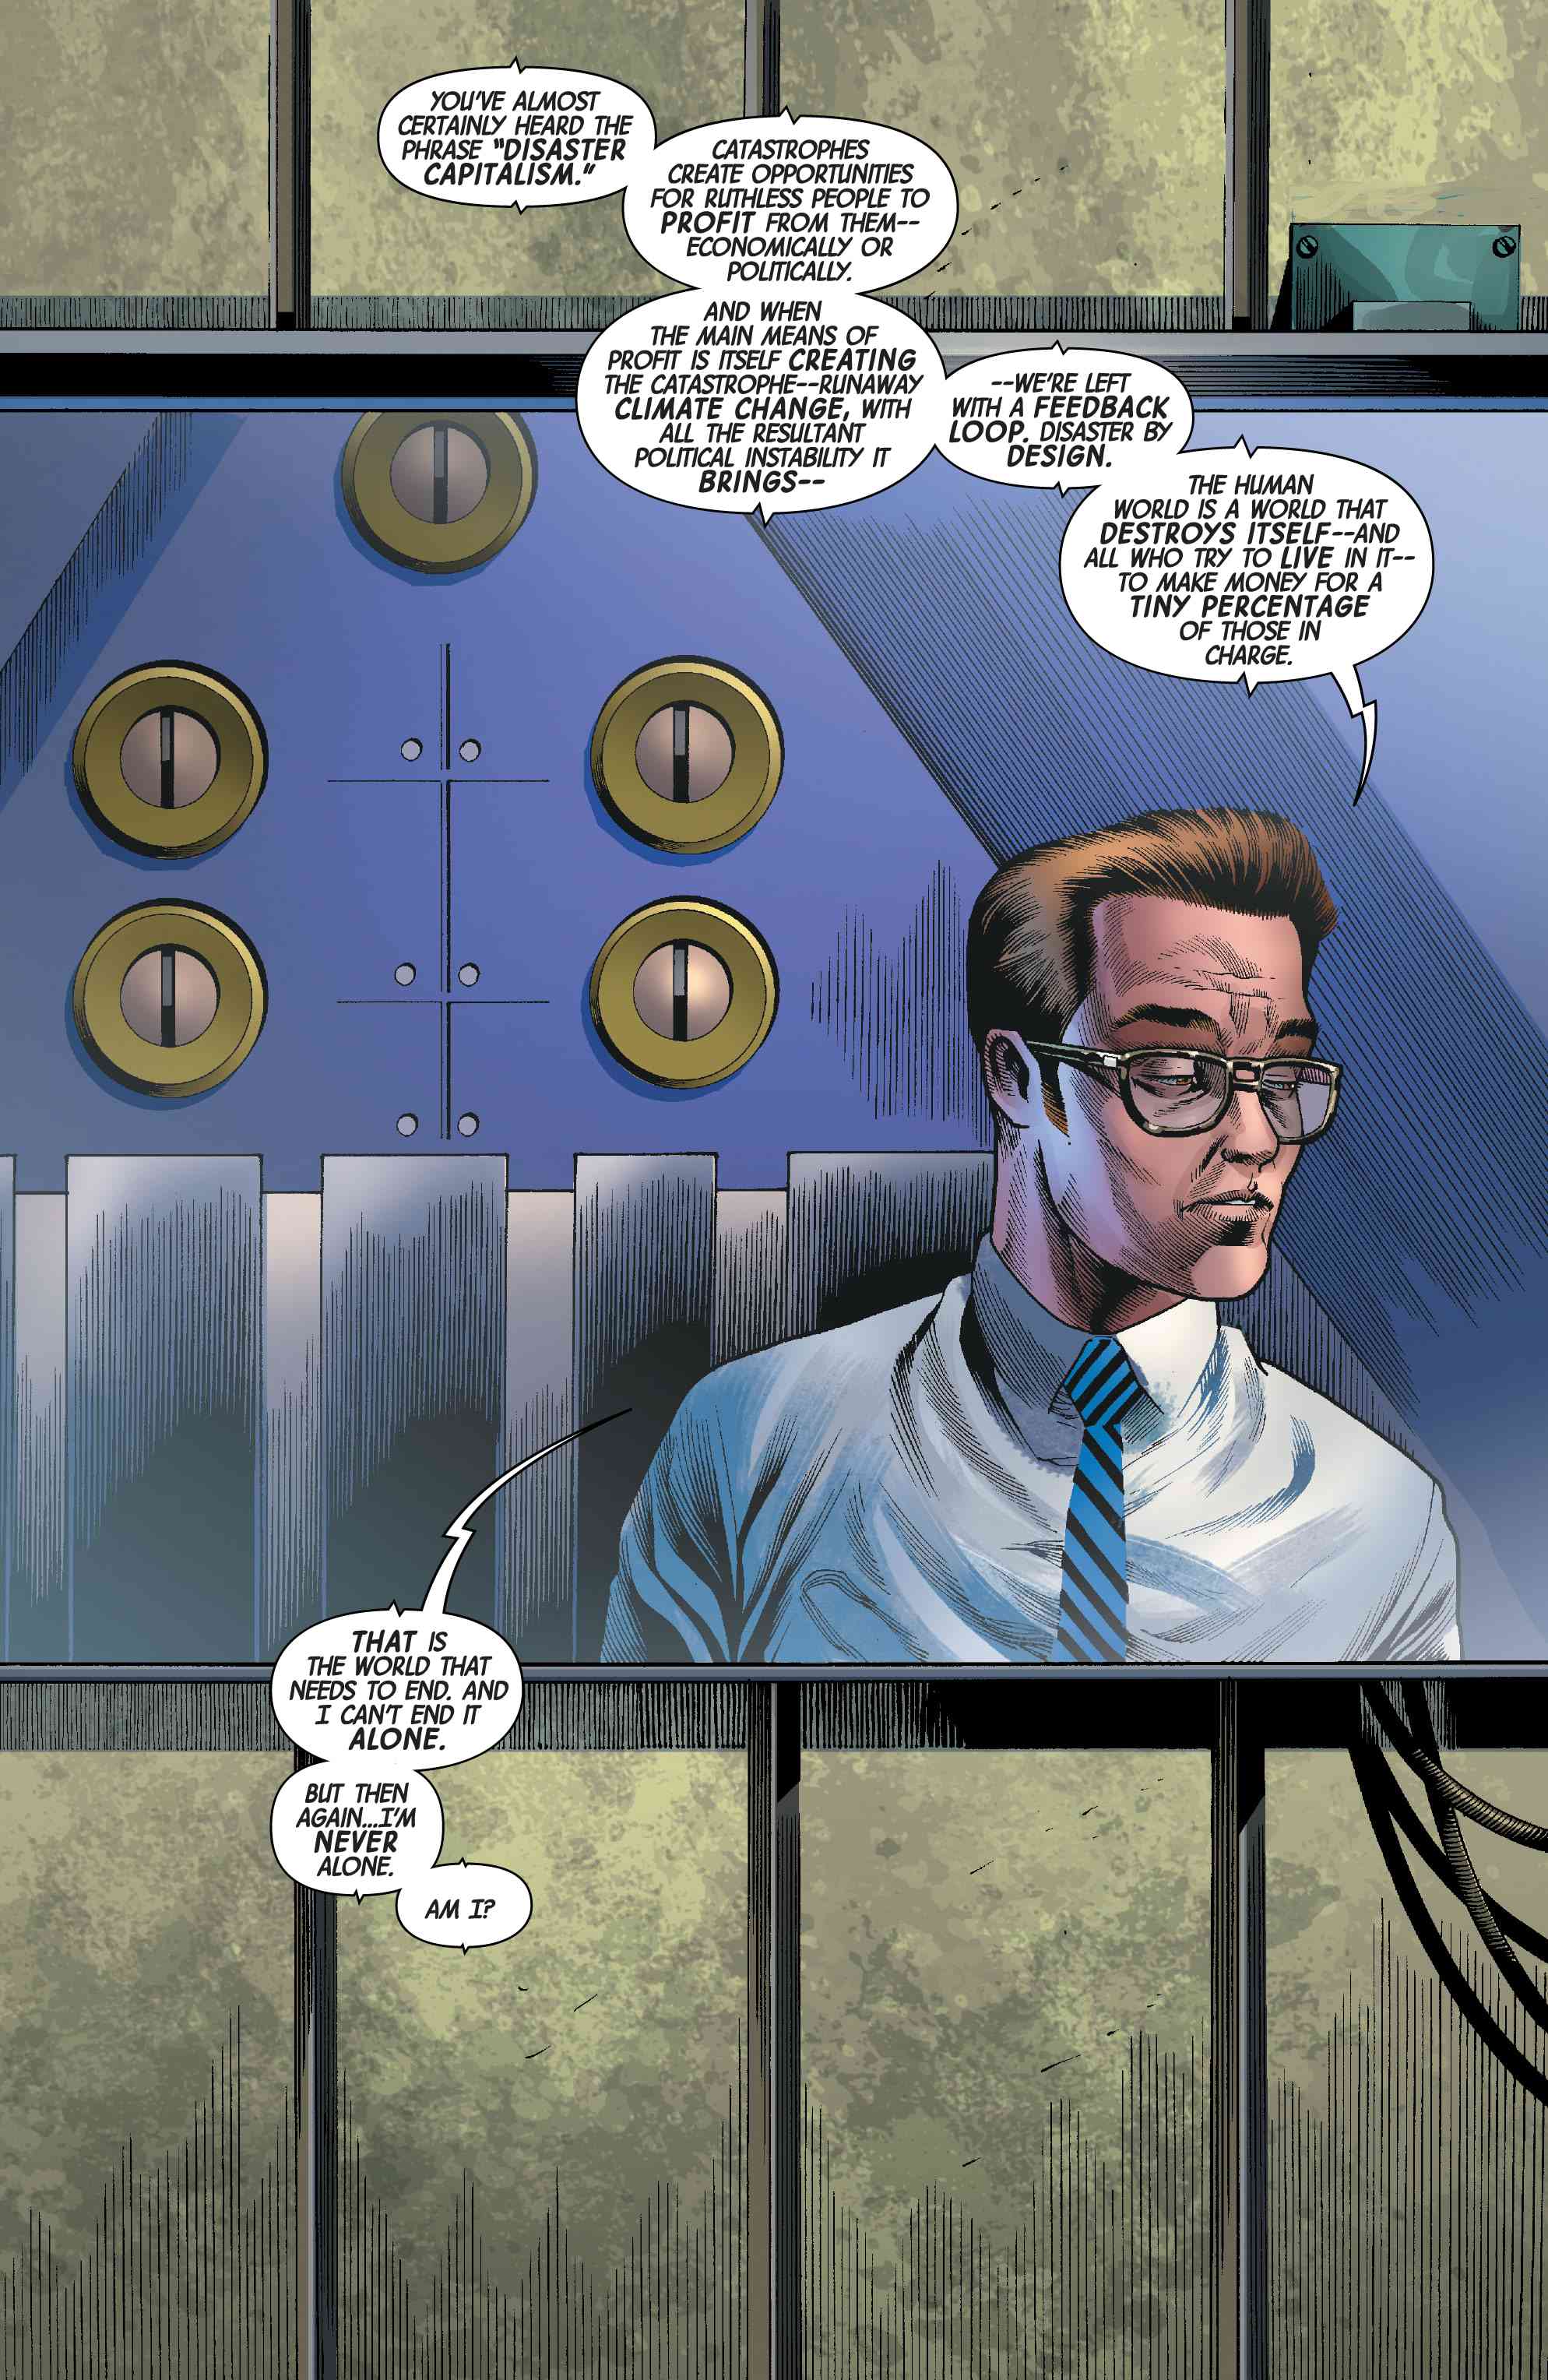 YOU'VE ALMOST
CERTAINLY HEARD THE
PHRASE "DISASTER
CAPITALISM."
CATASTROPHES
CREATE OPPORTUNITIES
FOR RUTHLESS PEOPLE TO
PROFIT FROM THEM--
ECONOMICALLY OR
POLITICALLY.
AND WHEN
THE MAIN MEANS OF
PROFIT IS ITSELF CREATING
THE CATASTROPHE--RUNAWAY
CLIMATE CHANGE, WITH
ALL THE RESULTANT
POLITICAL INSTABILITY IT
BRINGS--
--WE'RE LEFT
WITH A FEEDBACK
LOOP. DISASTER BY
DESIGN.
THE HUMAN
WORLD IS A WORLD THAT
DESTROYS ITSELF--AND
ALL WHO TRY TO LIVE IN IT--
TO MAKE MONEY FOR A
TINY PERCENTAGE
OF THOSE IN
CHARGE.
THAT IS
THE WORLD THAT
NEEDS TO END. AND
I CAN'T END IT
ALONE.
BUT THEN
AGAIN...I'M
NEVER
ALONE.
AM I?